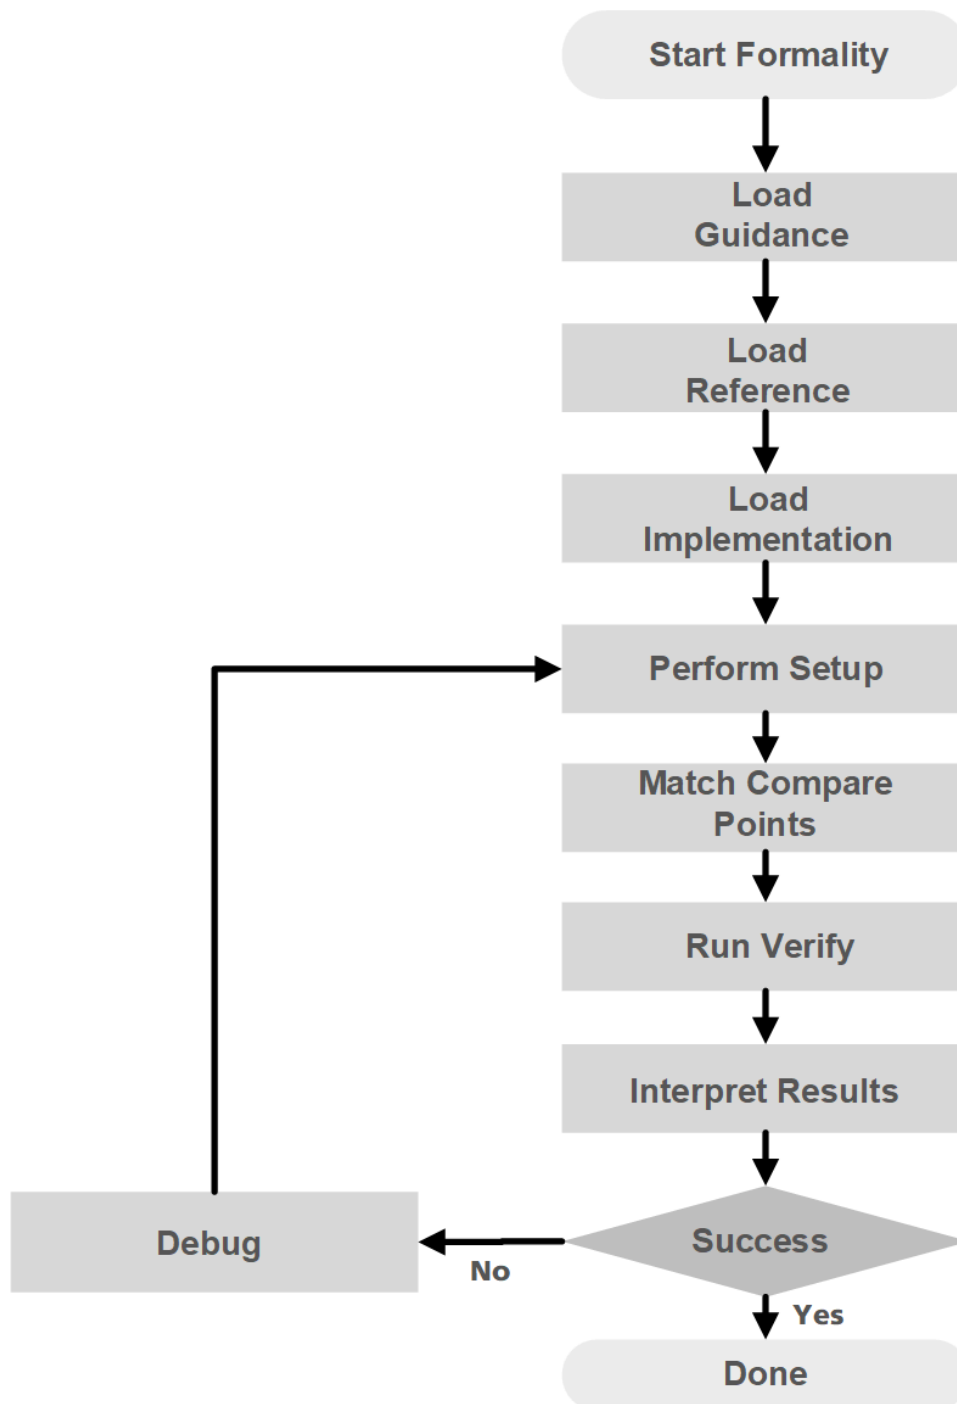 Start Formality
Load
Guidance
Load
Reference
Load
Implementation
Perform Setup
Match Compare
Points
Run Verify
Interpret Results
Success
Debug
No
Yes
Done